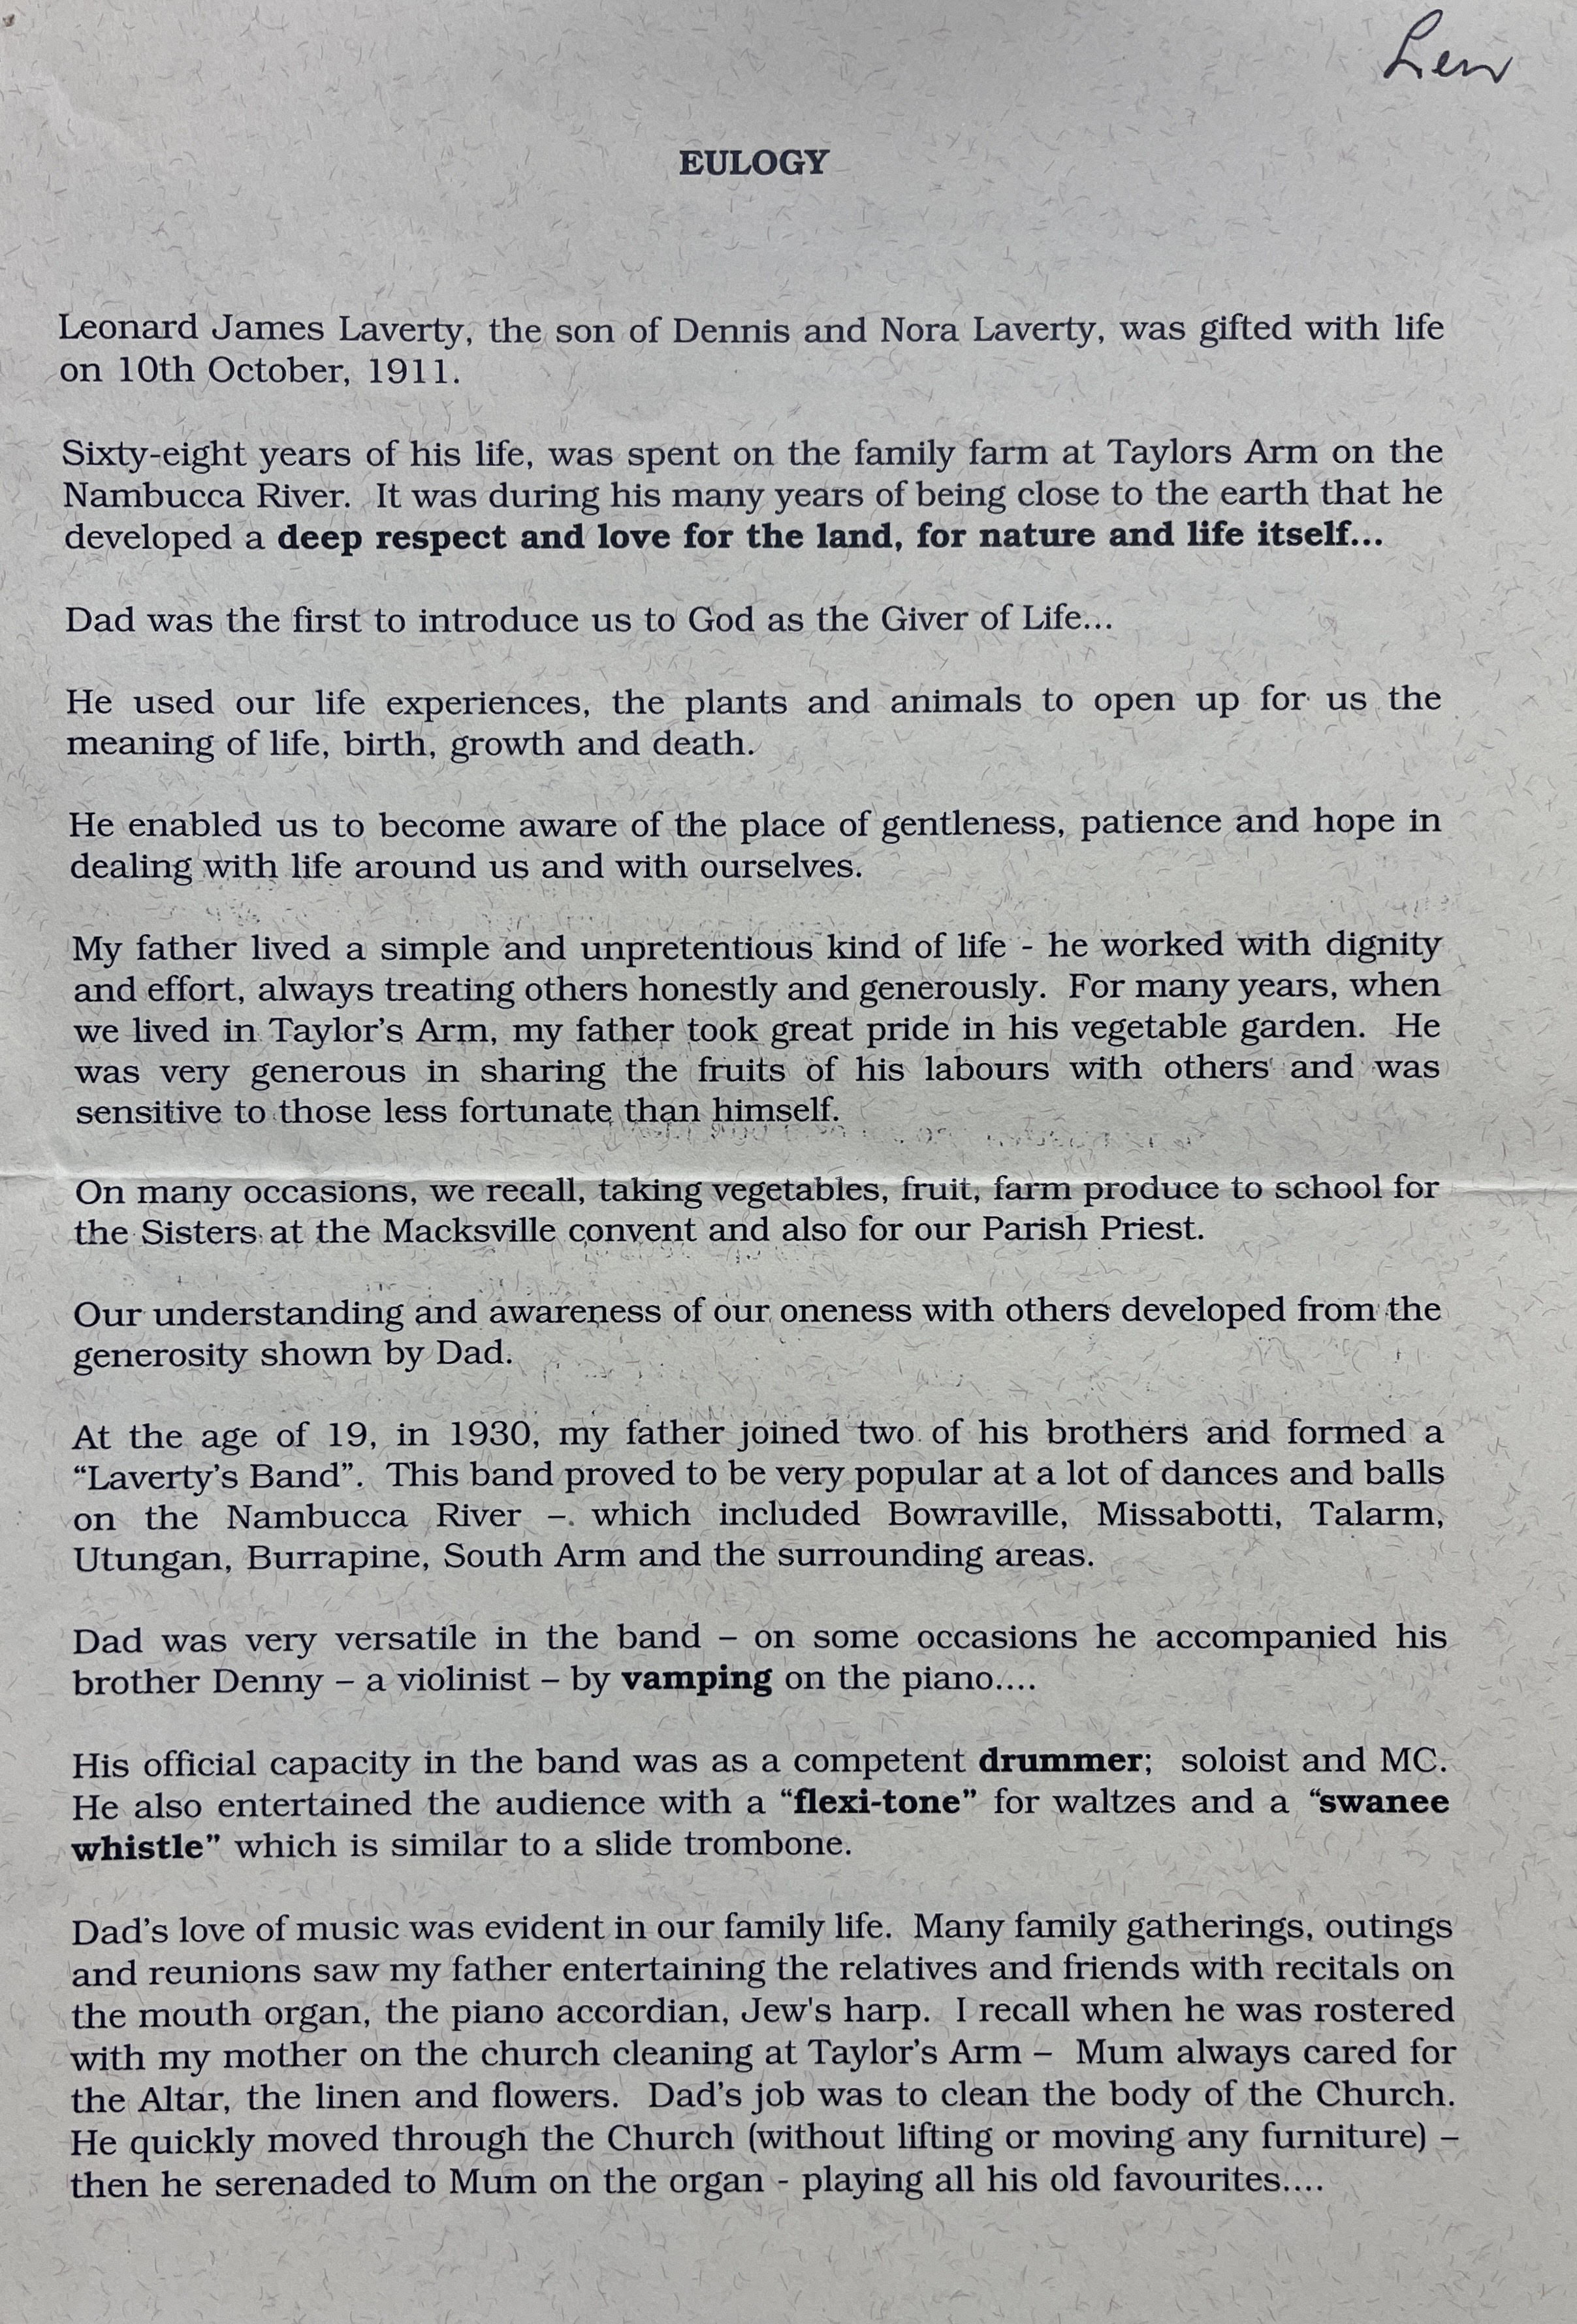 Len
EULOGY
Leonard James Laverty, the son of Dennis and Nora Laverty, was gifted with life
on 10th October, 1911.
Sixty-eight years of his life, was spent on the family farm at Taylors Arm on the
Nambucca River. It was during his many years of being close to the earth that he
developed a deep respect and love for the land, for nature and life itself...
Dad was the first to introduce us to God as the Giver of Life...
He used our life experiences, the plants and animals to open up for us the
meaning of life, birth, growth and death.
He enabled us to become aware of the place of gentleness, patience and hope in
dealing with life around us and with ourselves.
My father lived a simple and unpretentious kind of life - he worked with dignity
and effort, always treating others honestly and generously. For many years, when
we lived in Taylor's Arm, my father took great pride in his vegetable garden. He
was very generous in sharing the fruits of his labours with others and was
sensitive to those less fortunate than himself.
On many occasions, we recall, taking vegetables, fruit, farm produce to school for
the Sisters at the Macksville convent and also for our Parish Priest.
Our understanding and awareness of our oneness with others developed from the
generosity shown by Dad.
At the age of 19, in 1930, my father joined two of his brothers and formed a
“Laverty’s Band”. This band proved to be very popular at a lot of dances and balls
on the Nambucca River – which included Bowraville, Missabotti, Talarm,
Utungan, Burrapine, South Arm and the surrounding areas.
Dad was very versatile in the band – on some occasions he accompanied his
brother Denny – a violinist – by vamping on the piano....
His official capacity in the band was as a competent drummer; soloist and MC.
He also entertained the audience with a “flexi-tone” for waltzes and a “swanee
whistle” which is similar to a slide trombone.
Dad’s love of music was evident in our family life. Many family gatherings, outings
and reunions saw my father entertaining the relatives and friends with recitals on
the mouth organ, the piano accordian, Jew's harp. I recall when he was rostered
with my mother on the church cleaning at Taylor’s Arm – Mum always cared for
the Altar, the linen and flowers. Dad’s job was to clean the body of the Church.
He quickly moved through the Church (without lifting or moving any furniture) –
then he serenaded to Mum on the organ - playing all his old favourites....